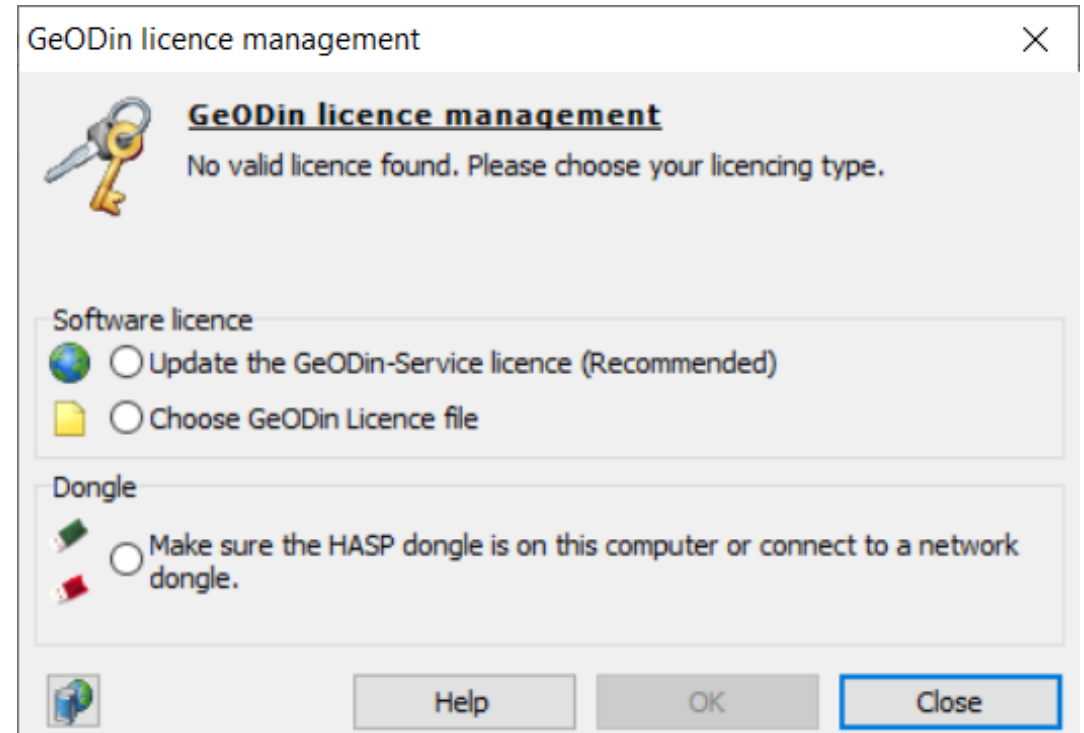 GeODin licence management
GeODin licence management
No valid licence found. Please choose your licencing type.
Software licence
Update the GeODin-Service licence (Recommended)
Choose GeODin Licence file
Dongle
Make sure the HASP dongle is on this computer or connect to a network
dongle.
Help
OK
Close